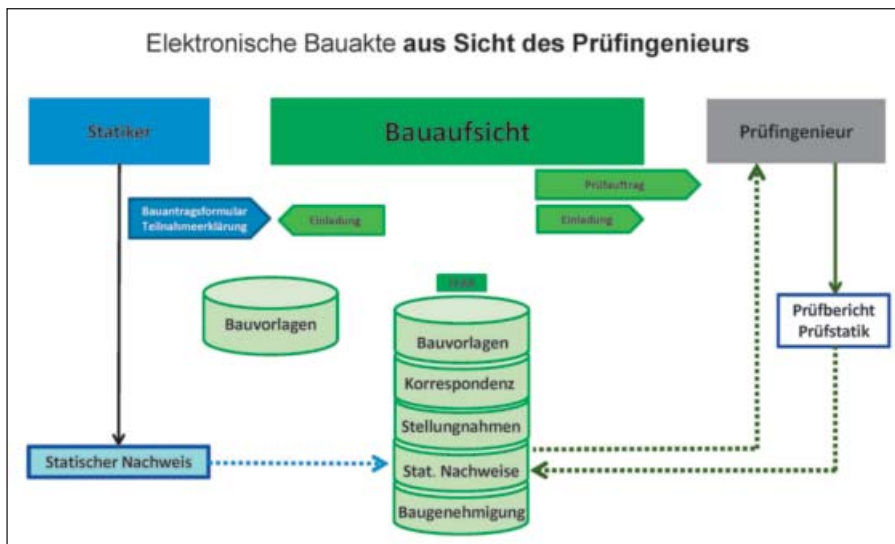 Elektronische Bauakte aus Sicht des Prüfingenieurs
Statiker
Bauaufsicht
Prüfingenieur
Prüfauftrag
Bauantragsformular
Teilnahmeerklärung
Einladung
Einladung
Bauvorlagen
Bauvorlagen
Korrespondenz
Stellungnahmen
Stat. Nachweise
Baugenehmigung
Prüfbericht
Prüfstatik
Statischer Nachweis